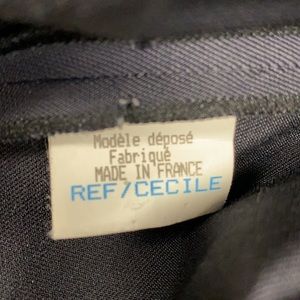 Modèle déposé
Fabriqué
MADE IN FRANCE
REF/CECILE